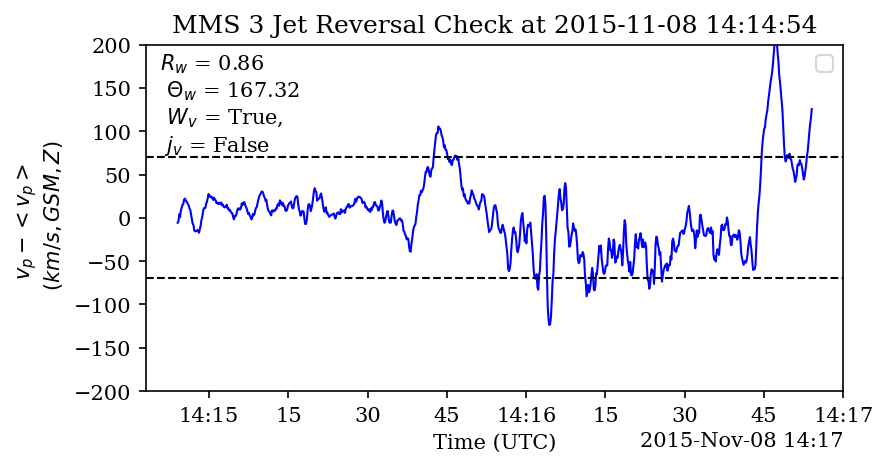 MMS 3 Jet Reversal Check at 2015-11-08 14:14:54
R_w = 0.86
Θ_w = 167.32
W_v = True,
j_v = False
v_p − < v_p >
(km/s, GSM, Z)
200
150
100
50
0
−50
−100
−150
−200
14:15 15 30 45 14:16 15 30 45 14:17
Time (UTC)
2015-Nov-08 14:17